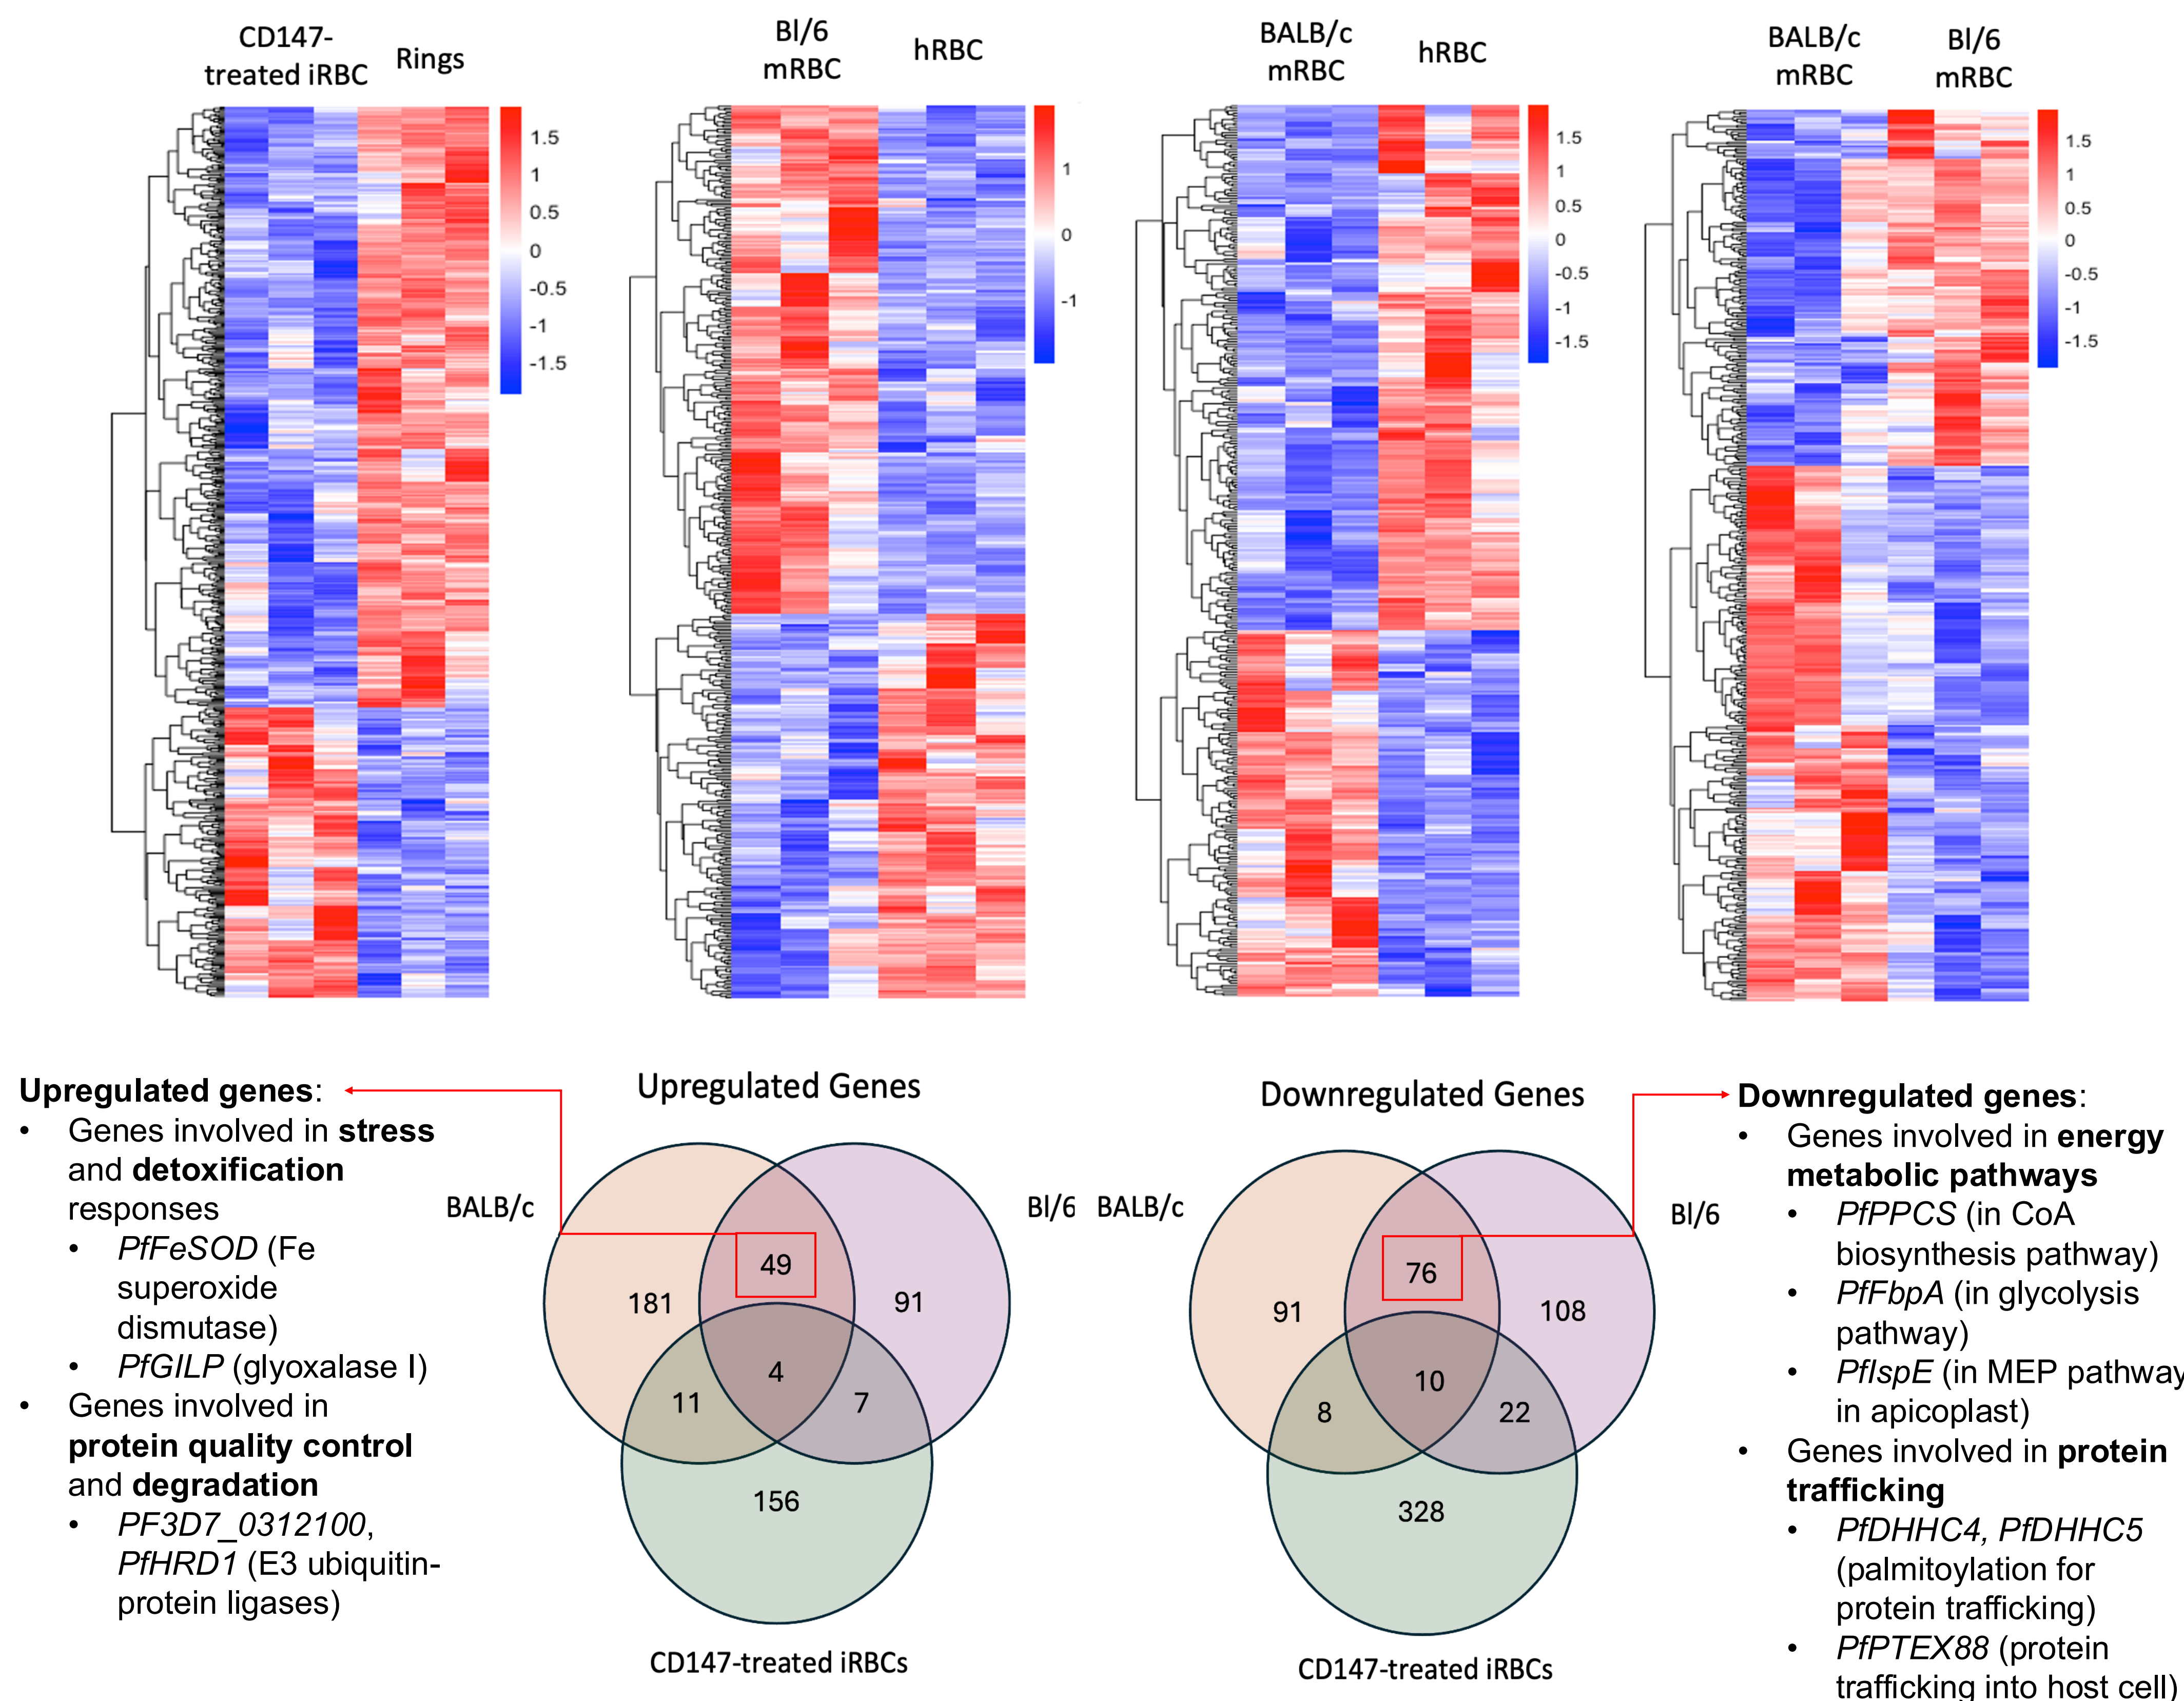 CD147-
treated iRBC
Rings
Bl/6
mRBC
hRBC
BALB/c
mRBC
hRBC
BALB/c
mRBC
Bl/6
mRBC
1.5
1
0.5
0
-0.5
-1
-1.5
1
0
-1
1.5
1
0.5
0
-0.5
-1
-1.5
1.5
1
0.5
0
-0.5
-1
-1.5
Upregulated genes:
• Genes involved in stress
and detoxification
responses
• PfFeSOD (Fe
superoxide
dismutase)
• PfGILP (glyoxalase I)
• Genes involved in
protein quality control
and degradation
• PF3D7_0312100,
PfHRD1 (E3 ubiquitin-
protein ligases)
Upregulated Genes
BALB/c
Bl/6
49
181
91
4
11
7
156
CD147-treated iRBCs
Downregulated Genes
BALB/c
Bl/6
76
91
108
10
8
22
328
CD147-treated iRBCs
Downregulated genes:
• Genes involved in energy
metabolic pathways
• PfPPCS (in CoA
biosynthesis pathway)
• PfFbpA (in glycolysis
pathway)
• PfIspE (in MEP pathway
in apicoplast)
• Genes involved in protein
trafficking
• PfDHHC4, PfDHHC5
(palmitoylation for
protein trafficking)
• PfPTEX88 (protein
trafficking into host cell)